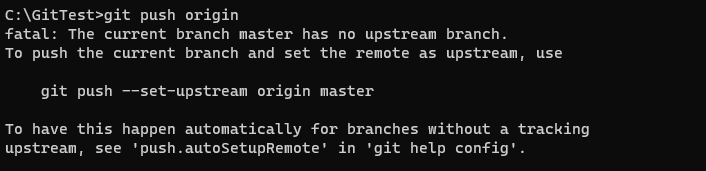 C:\GitTest>git push origin
fatal: The current branch master has no upstream branch.
To push the current branch and set the remote as upstream, use
    git push --set-upstream origin master
To have this happen automatically for branches without a tracking
upstream, see 'push.autoSetupRemote' in 'git help config'.